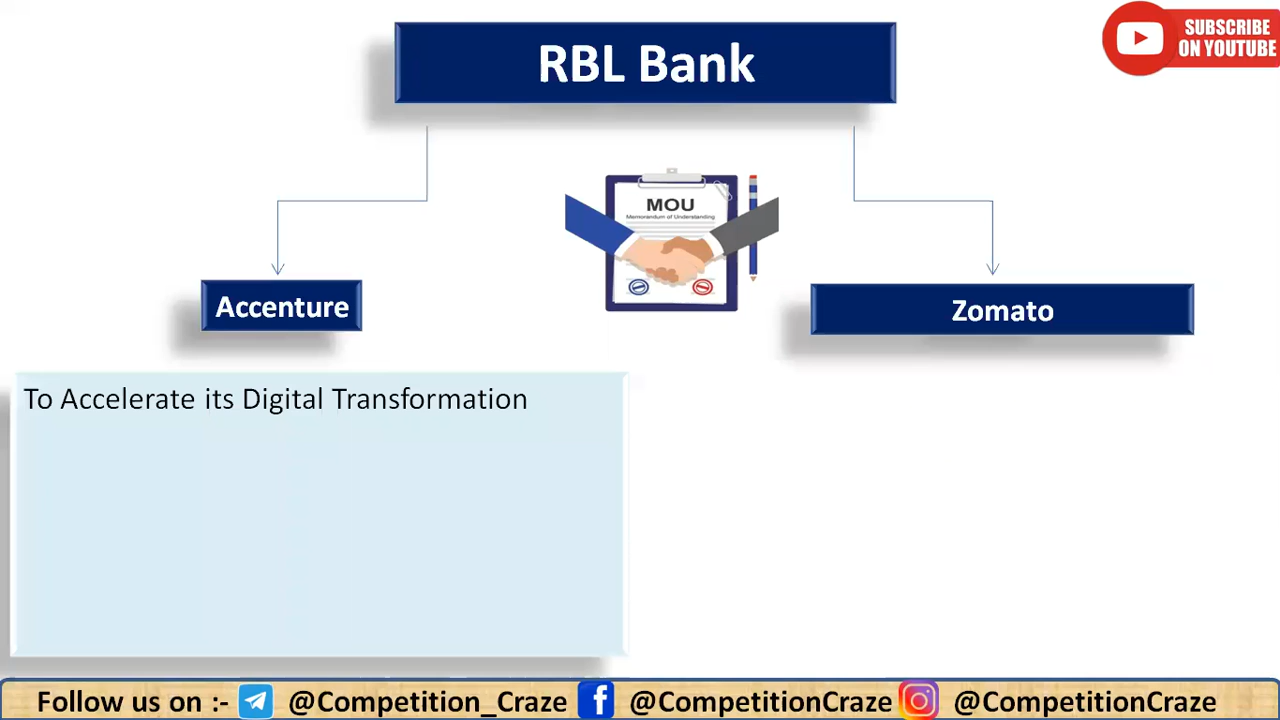 RBL Bank
SUBSCRIBE
ON YOUTUBE
MOU
Memorandum of Understanding
Accenture
Zomato
To Accelerate its Digital Transformation
Follow us on :- @Competition_Craze @CompetitionCraze @CompetitionCraze